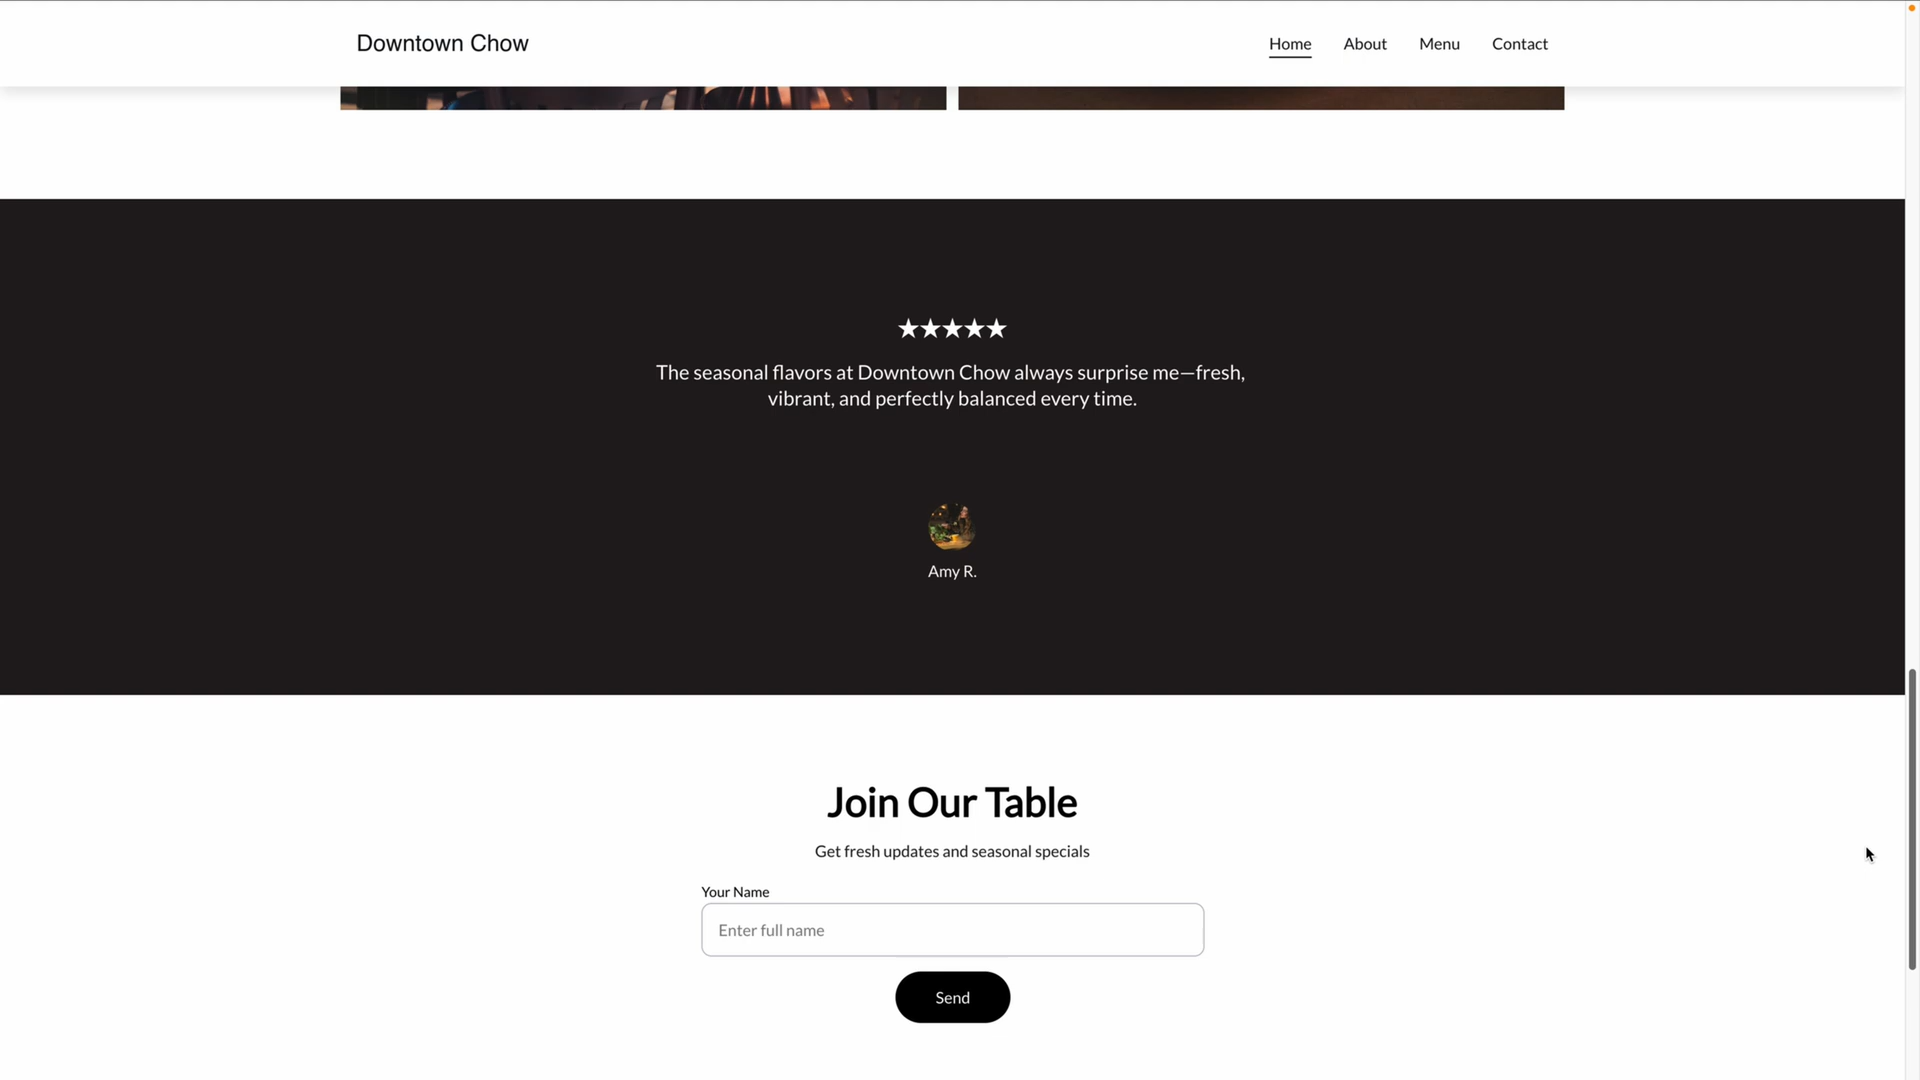 Downtown Chow
Home About Menu Contact
★★★★★
The seasonal flavors at Downtown Chow always surprise me—fresh,
vibrant, and perfectly balanced every time.
Amy R.
Join Our Table
Get fresh updates and seasonal specials
Your Name
Enter full name
Send